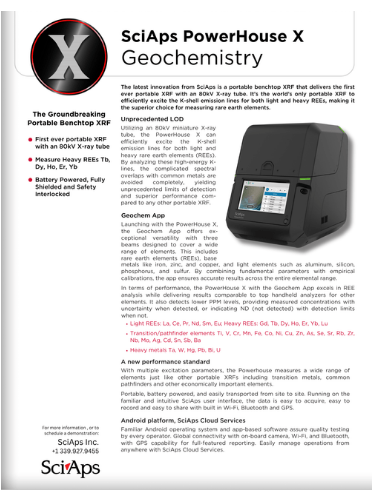 X
SciAps PowerHouse X
Geochemistry
The Groundbreaking
Portable Benchtop XRF
First ever portable XRF
with an 80kV X-ray tube
Measure Heavy REEs Tb,
Dy, Ho, Er, Yb
Battery Powered, Fully
Shielded and Safety
Interlocked
For more information, or to
schedule a demonstration:
SciAps Inc.
+1 339.927.9455
SciAps
The latest innovation from SciAps is a portable benchtop XRF that delivers the first
ever portable XRF with an 80kV X-ray tube. It's the world's only portable XRF to
efficiently excite the K-shell emission lines for both light and heavy REEs, making it
the superior choice for measuring rare earth elements.
Unprecedented LOD
Utilizing an 80kV miniature X-ray
tube, the PowerHouse X can
efficiently excite the K-shell
emission lines for both light and
heavy rare earth elements (REEs).
By analyzing these high-energy K-
lines, the complicated spectral
overlaps with common metals are
avoided completely, yielding
unprecedented limits of detection
and superior performance com-
pared to any other portable XRF.
Geochem App
Launching with the PowerHouse X,
the Geochem App offers ex-
ceptional versatility with three
beams designed to cover a wide
range of elements. This includes
rare earth elements (REEs), base
metals like iron, zinc, and copper, and light elements such as aluminum, silicon,
phosphorus, and sulfur. By combining fundamental parameters with empirical
calibrations, the app ensures accurate results across the entire elemental range.
In terms of performance, the PowerHouse X with the Geochem App excels in REE
analysis while delivering results comparable to top handheld analyzers for other
elements. It also detects lower PPM levels, providing measured concentrations with
uncertainty when detected, or indicating ND (not detected) with detection limits
when not.
• Light REEs: La, Ce, Pr, Nd, Sm, Eu; Heavy REEs: Gd, Tb, Dy, Ho, Er, Yb, Lu
• Transition/pathfinder elements Ti, V, Cr, Mn, Fe, Co, Ni, Cu, Zn, As, Se, Sr, Rb, Zr,
Nb, Mo, Ag, Cd, Sn, Sb, Ba
• Heavy metals Ta, W, Hg, Pb, Bi, U
A new performance standard
With multiple excitation parameters, the Powerhouse measures a wide range of
elements just like other portable XRFs including transition metals, common
pathfinders and other economically important elements.
Portable, battery powered, and easily transported from site to site. Running on the
familiar and intuitive SciAps user interface, the data is easy to acquire, easy to
record and easy to share with built in Wi-Fi, Bluetooth and GPS.
Android platform, SciAps Cloud Services
Familiar Android operating system and app-based software assure quality testing
by every operator. Global connectivity with on-board camera, Wi-Fi, and Bluetooth,
with GPS capability for full-featured reporting. Easily manage operations from
anywhere with SciAps Cloud Services.